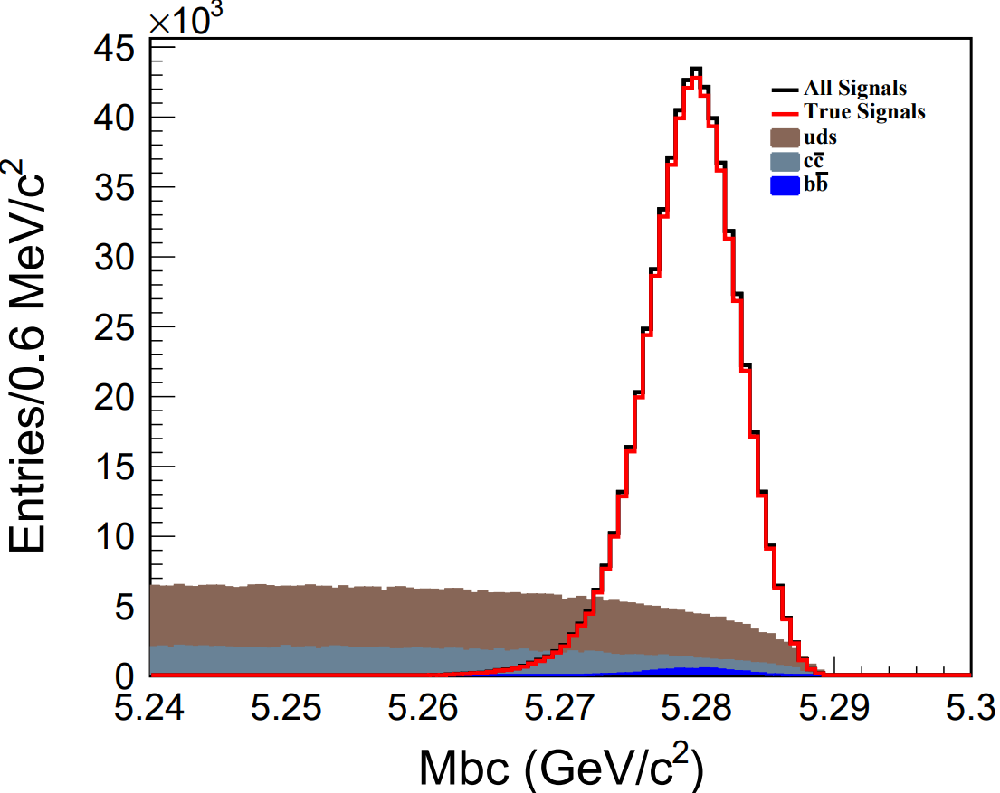 ×10³
45
40
35
30
25
20
15
10
5
0
Entries/0.6 MeV/c²
All Signals
True Signals
uds
cc̄
bb̄
5.24 5.25 5.26 5.27 5.28 5.29 5.3
Mbc (GeV/c²)